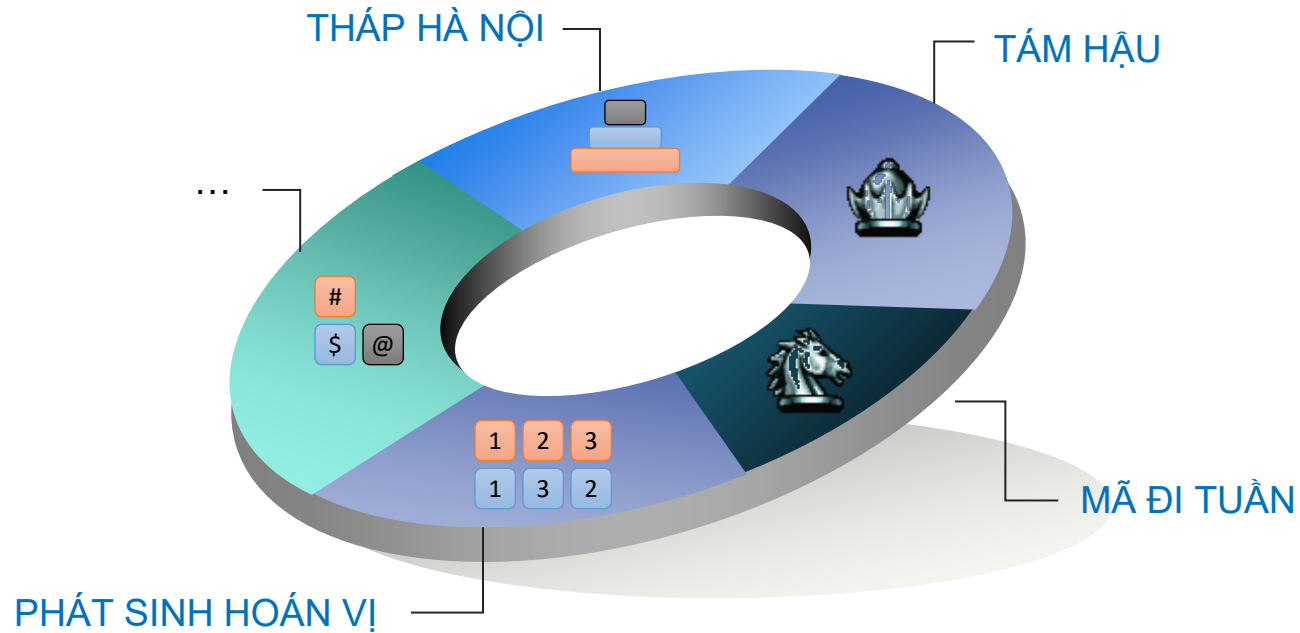 THÁP HÀ NỘI
TÁM HẬU
...
#
$ @
1 2 3
1 3 2
MÃ ĐI TUẦN
PHÁT SINH HOÁN VỊ